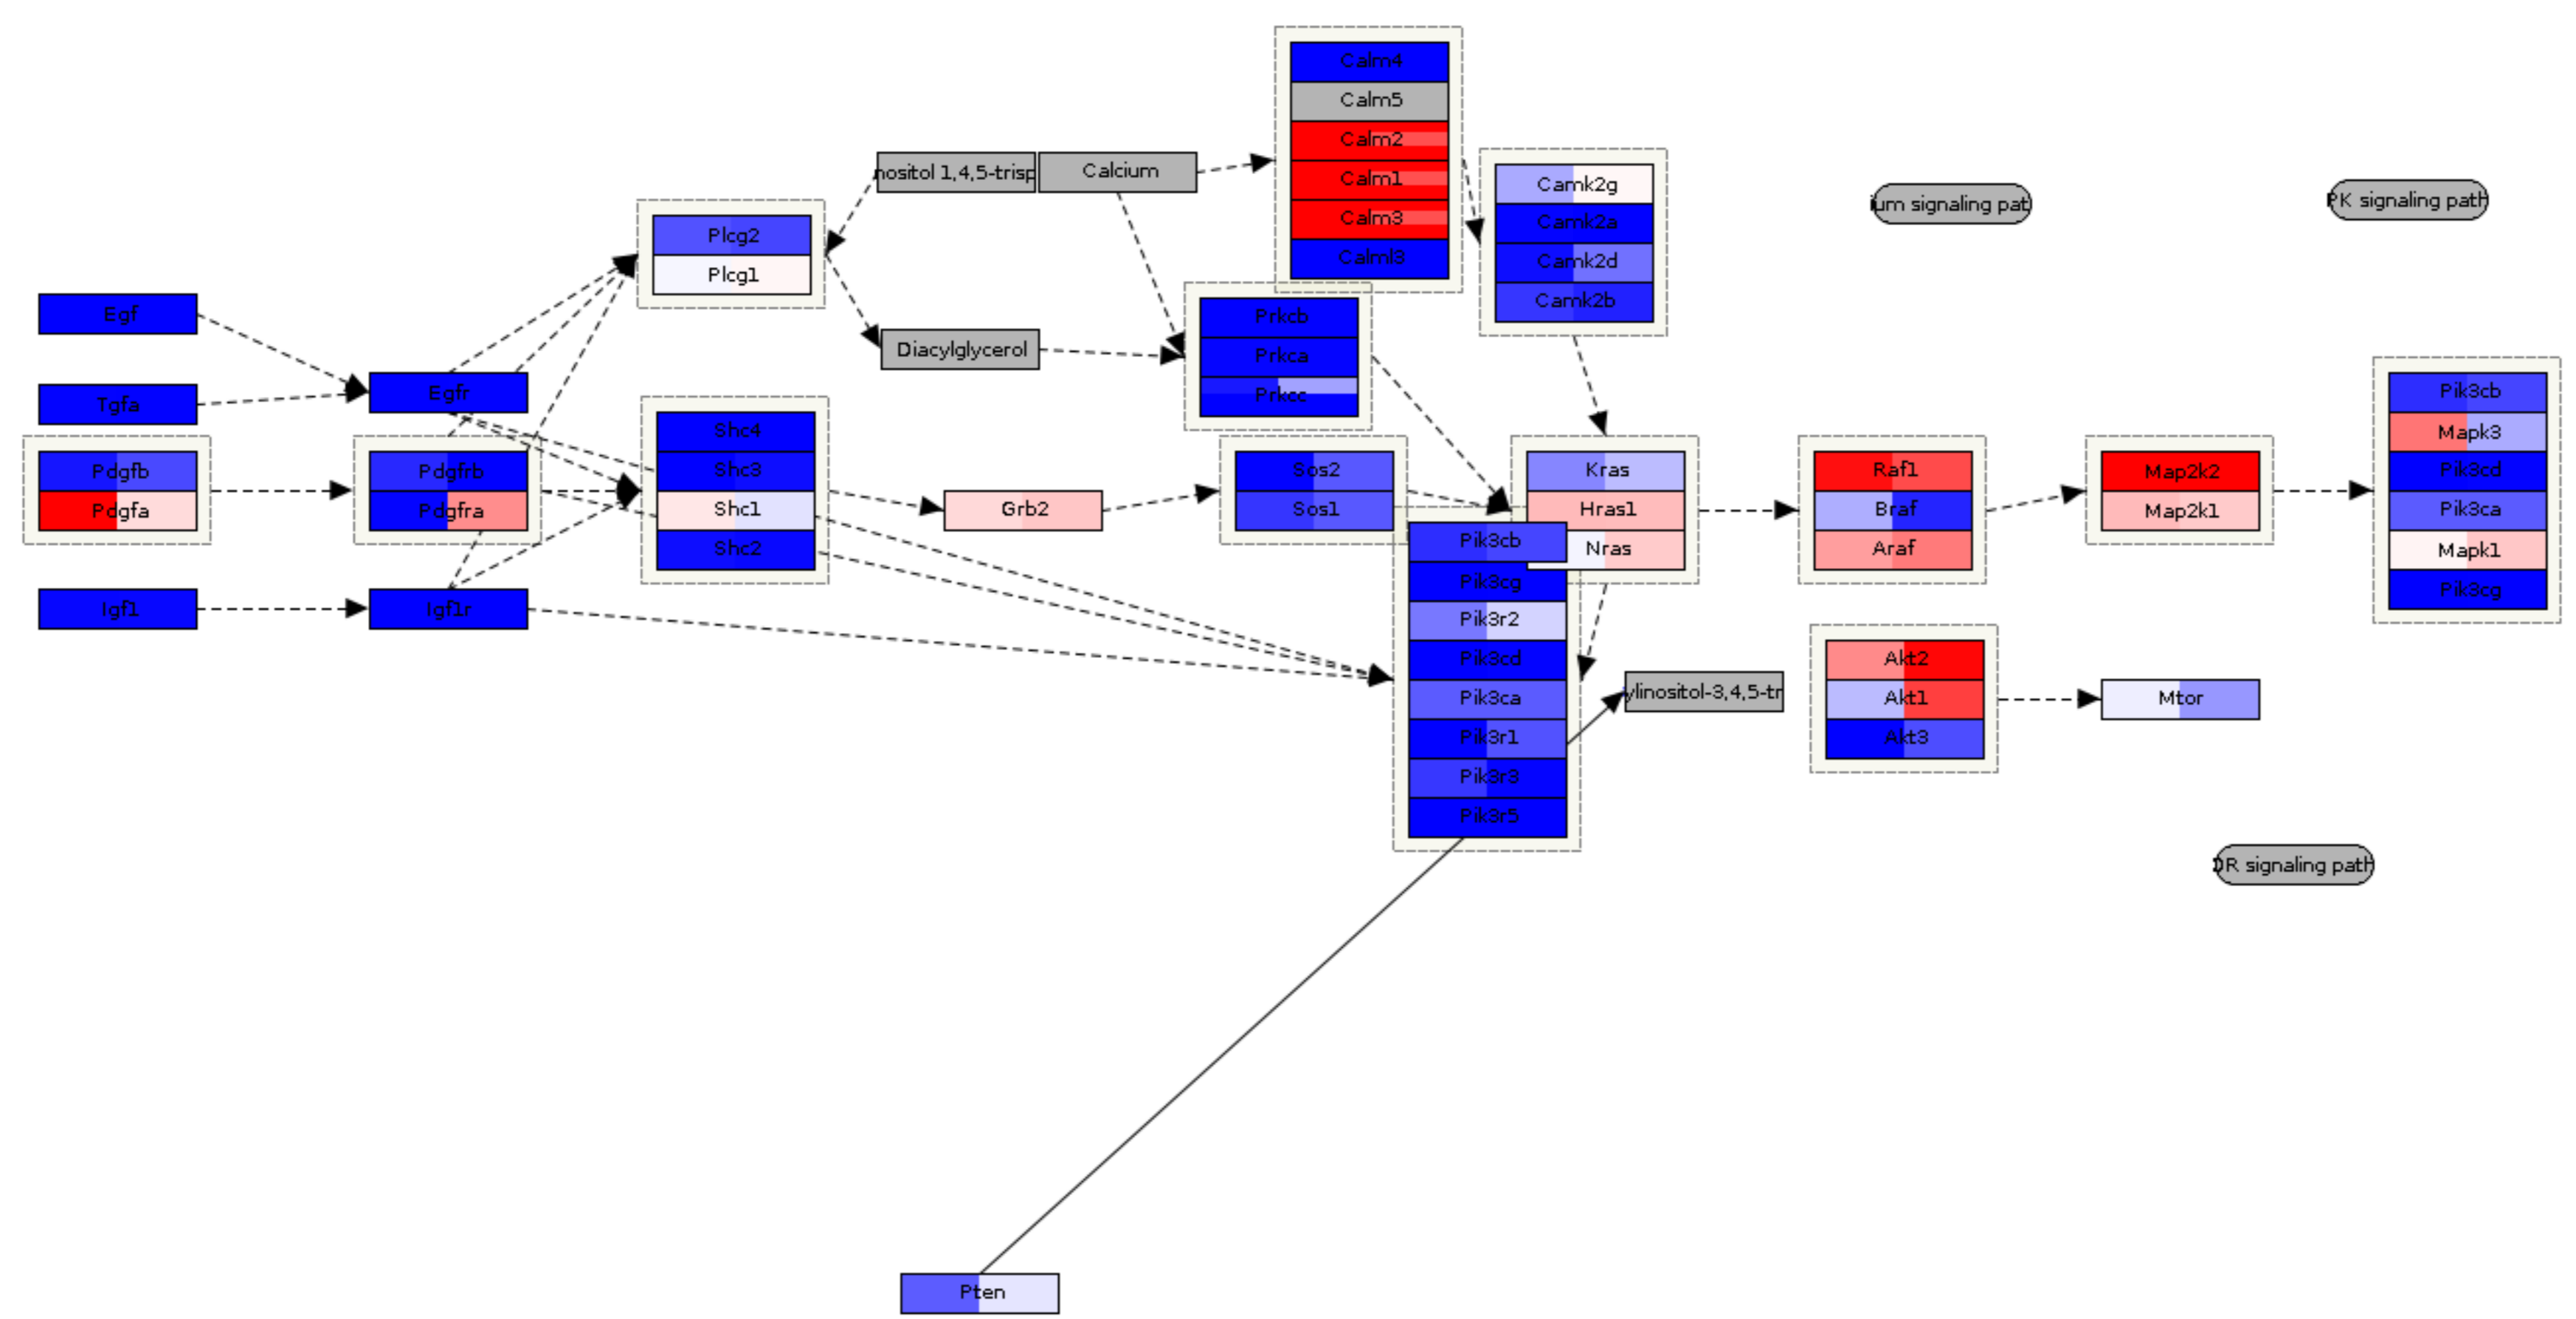 Calm4
Calm5
Calm2
Calm1
Calm3
Calml3
nositol 1,4,5-trisp
Calcium
Camk2g
Camk2a
Camk2d
Camk2b
ium signaling pat
PK signaling path
Plcg2
Plcg1
Egf
Tgfa
Egfr
Diacylglycerol
Prkcb
Prkca
Prkcc
Pdgfb
Pdgfa
Pdgfrb
Pdgfra
Shc4
Shc3
Shc1
Shc2
Grb2
Sos2
Sos1
Kras
Hras1
Nras
Raf1
Braf
Araf
Map2k2
Map2k1
Pik3cb
Mapk3
Pik3cd
Pik3ca
Mapk1
Pik3cg
Igf1
Igf1r
Pik3cb
Pik3cg
Pik3r2
Pik3cd
Pik3ca
Pik3r1
Pik3r3
Pik3r5
ylinositol-3,4,5-tr
Akt2
Akt1
Akt3
Mtor
OR signaling path
Pten